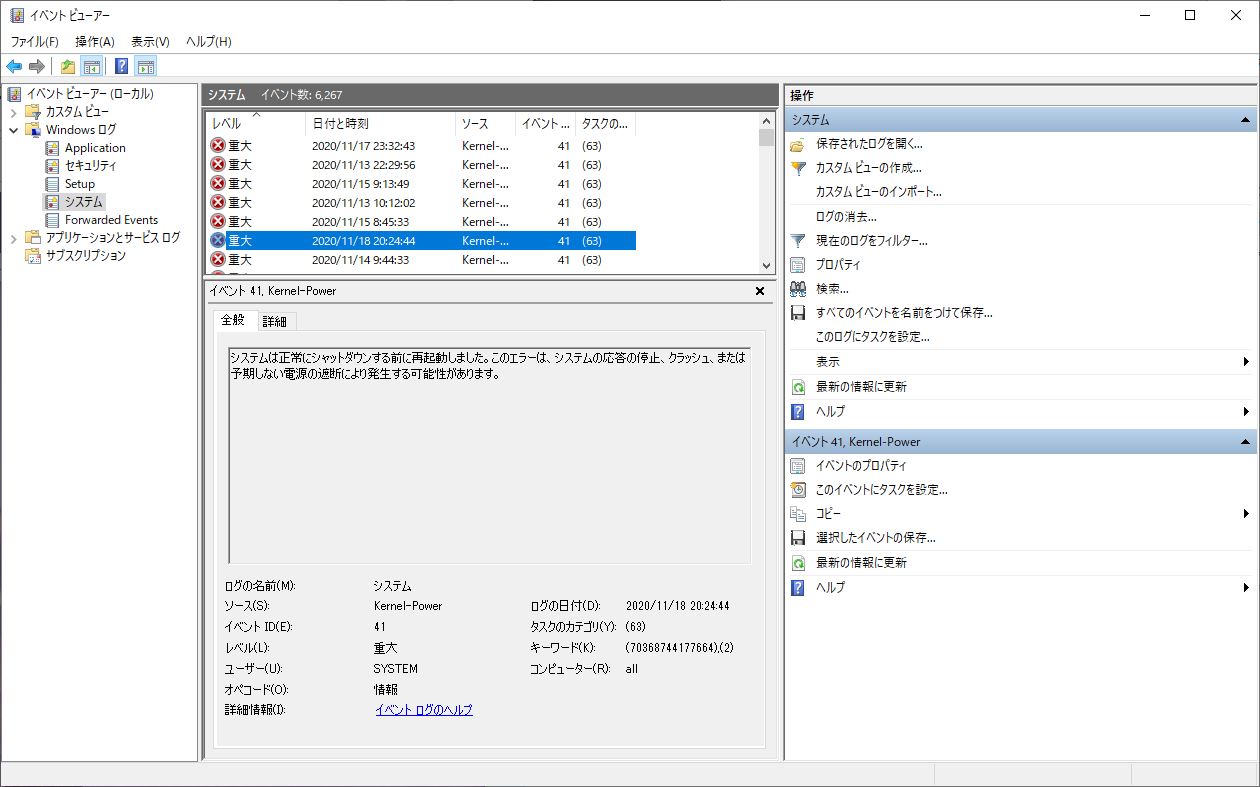 イベント ビューアー
ファイル(F) 操作(A) 表示(V) ヘルプ(H)
イベント ビューアー (ローカル)
カスタム ビュー
Windows ログ
Application
セキュリティ
Setup
システム
Forwarded Events
アプリケーションとサービス ログ
サブスクリプション
システム イベント数: 6,267
レベル 日付と時刻 ソース イベント... タスクの...
重大 2020/11/17 23:32:43 Kernel-... 41 (63)
重大 2020/11/13 22:29:56 Kernel-... 41 (63)
重大 2020/11/15 9:13:49 Kernel-... 41 (63)
重大 2020/11/13 10:12:02 Kernel-... 41 (63)
重大 2020/11/15 8:45:33 Kernel-... 41 (63)
重大 2020/11/18 20:24:44 Kernel-... 41 (63)
重大 2020/11/14 9:44:33 Kernel-... 41 (63)
イベント 41, Kernel-Power
全般 詳細
システムは正常にシャットダウンする前に再起動しました。このエラーは、システムの応答の停止、クラッシュ、または
予期しない電源の遮断により発生する可能性があります。
ログの名前(M): システム
ソース(S): Kernel-Power ログの日付(D): 2020/11/18 20:24:44
イベント ID(E): 41 タスクのカテゴリ(Y): (63)
レベル(L): 重大 キーワード(K): (70368744177664),(2)
ユーザー(U): SYSTEM コンピューター(R): all
オペコード(O): 情報
詳細情報(I): イベント ログのヘルプ
操作
システム
保存されたログを開く...
カスタム ビューの作成...
カスタム ビューのインポート...
ログの消去...
現在のログをフィルター...
プロパティ
検索...
すべてのイベントを名前をつけて保存...
このログにタスクを設定...
表示
最新の情報に更新
ヘルプ
イベント 41, Kernel-Power
イベントのプロパティ
このイベントにタスクを設定...
コピー
選択したイベントの保存...
最新の情報に更新
ヘルプ